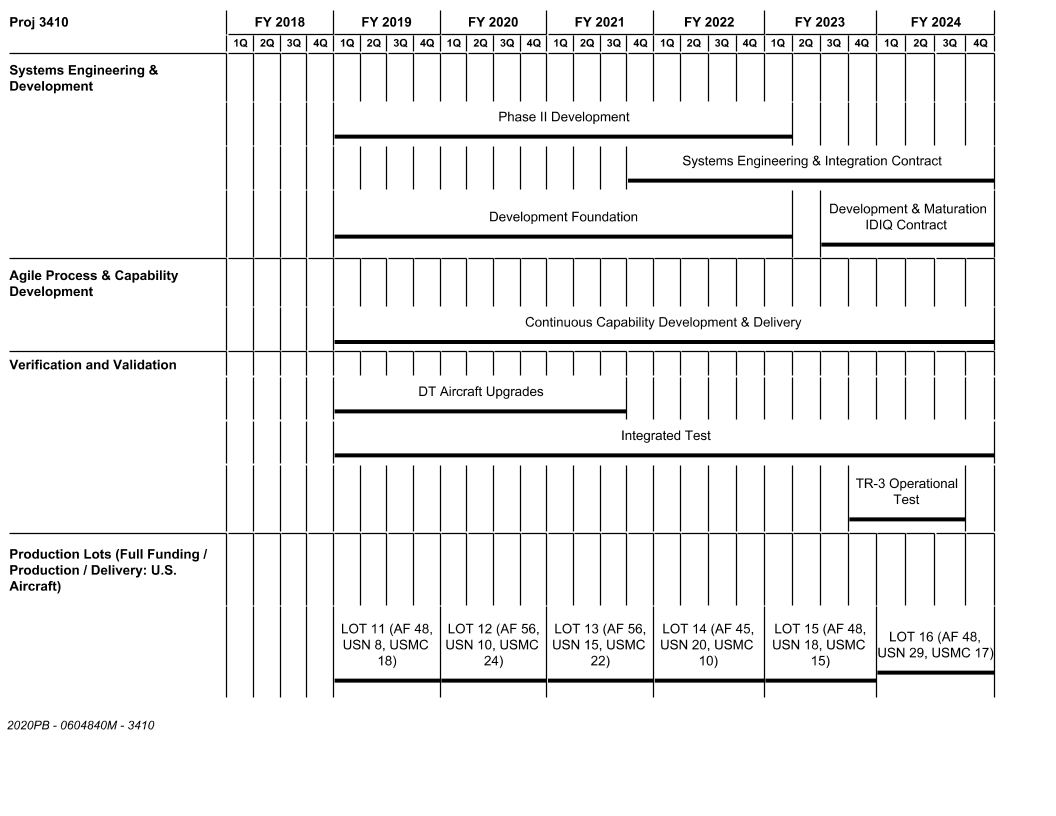 Proj 3410 FY 2018 FY 2019 FY 2020 FY 2021 FY 2022 FY 2023 FY 2024
1Q 2Q 3Q 4Q 1Q 2Q 3Q 4Q 1Q 2Q 3Q 4Q 1Q 2Q 3Q 4Q 1Q 2Q 3Q 4Q 1Q 2Q 3Q 4Q 1Q 2Q 3Q 4Q
Systems Engineering &
Development
Phase II Development
Systems Engineering & Integration Contract
Development Foundation
Development & Maturation
IDIQ Contract
Agile Process & Capability
Development
Continuous Capability Development & Delivery
Verification and Validation
DT Aircraft Upgrades
Integrated Test
TR-3 Operational
Test
Production Lots (Full Funding /
Production / Delivery: U.S.
Aircraft)
LOT 11 (AF 48,
USN 8, USMC
18)
LOT 12 (AF 56,
USN 10, USMC
24)
LOT 13 (AF 56,
USN 15, USMC
22)
LOT 14 (AF 45,
USN 20, USMC
10)
LOT 15 (AF 48,
USN 18, USMC
15)
LOT 16 (AF 48,
USN 29, USMC 17)
2020PB - 0604840M - 3410